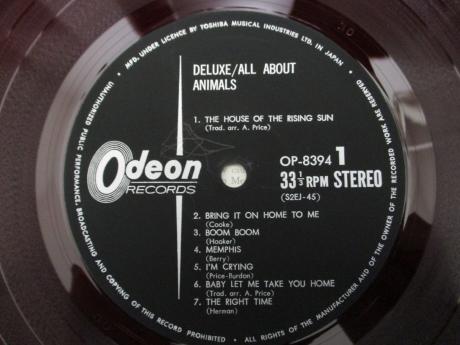 MFD. UNDER LICENCE BY TOSHIBA MUSICAL INDUSTRIES LTD. IN JAPAN
ALL RIGHTS OF THE MANUFACTURER AND OF THE OWNER OF THE RECORDED WORK ARE RESERVED
UNAUTHORIZED PUBLIC PERFORMANCE, BROADCASTING AND COPYING OF THIS RECORD PROHIBITED
DELUXE/ALL ABOUT
ANIMALS
1. THE HOUSE OF THE RISING SUN
(Trad. arr. A. Price)
Odeon
RECORDS
OP-8394 1
33 1/3 RPM STEREO
(S2EJ-45)
2. BRING IT ON HOME TO ME
(Cooke)
3. BOOM BOOM
(Hooker)
4. MEMPHIS
(Berry)
5. I'M CRYING
(Price-Burdon)
6. BABY LET ME TAKE YOU HOME
(Trad. arr. A. Price)
7. THE RIGHT TIME
(Herman)